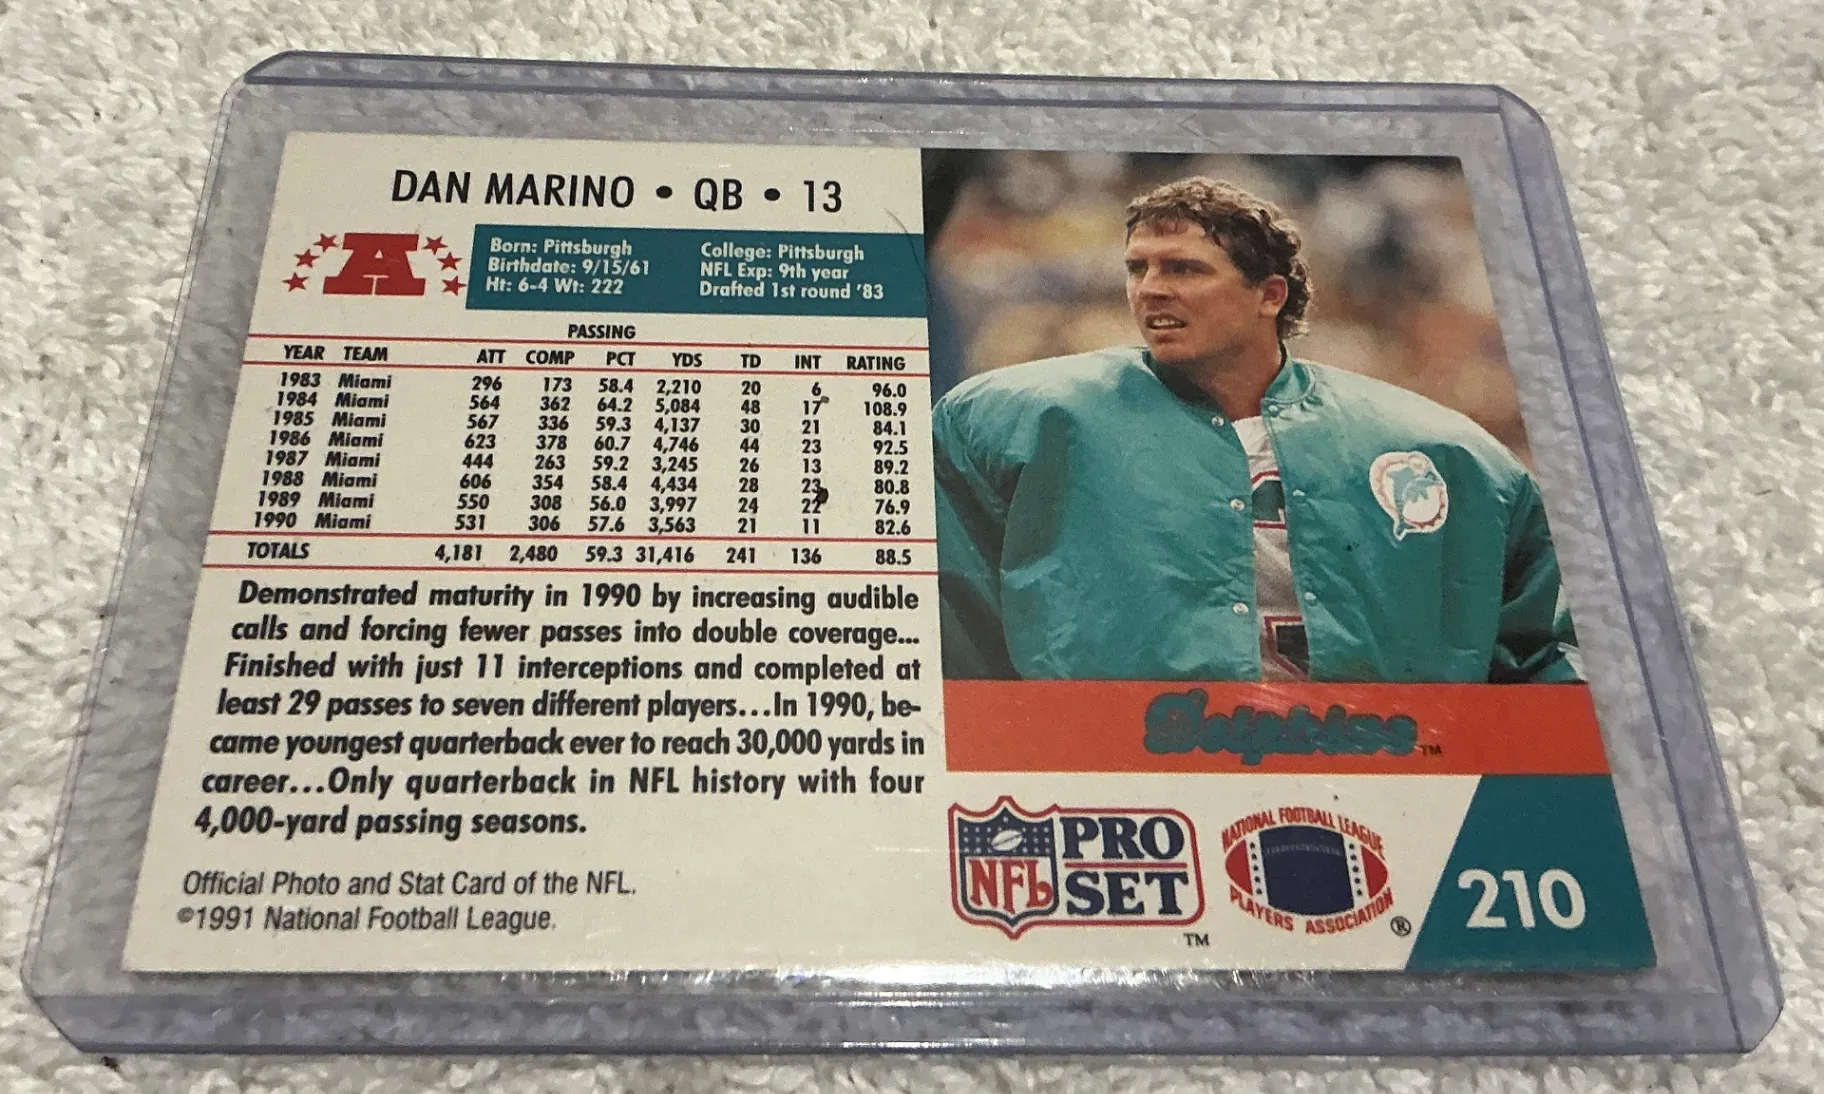 DAN MARINO • QB • 13
A
Born: Pittsburgh
Birthdate: 9/15/61
Ht: 6-4 Wt: 222
College: Pittsburgh
NFL Exp: 9th year
Drafted 1st round '83
PASSING
YEAR TEAM ATT COMP PCT YDS TD INT RATING
1983 Miami 296 173 58.4 2,210 20 6 96.0
1984 Miami 564 362 64.2 5,084 48 17 108.9
1985 Miami 567 336 59.3 4,137 30 21 84.1
1986 Miami 623 378 60.7 4,746 44 23 92.5
1987 Miami 444 263 59.2 3,245 26 13 89.2
1988 Miami 606 354 58.4 4,434 28 23 80.8
1989 Miami 550 308 56.0 3,997 24 22 76.9
1990 Miami 531 306 57.6 3,563 21 11 82.6
TOTALS 4,181 2,480 59.3 31,416 241 136 88.5
Demonstrated maturity in 1990 by increasing audible
calls and forcing fewer passes into double coverage...
Finished with just 11 interceptions and completed at
least 29 passes to seven different players...In 1990, be-
came youngest quarterback ever to reach 30,000 yards in
career...Only quarterback in NFL history with four
4,000-yard passing seasons.
Official Photo and Stat Card of the NFL.
©1991 National Football League.
Dolphins™
NFL PRO SET™
NATIONAL FOOTBALL LEAGUE
PLAYERS ASSOCIATION®
210